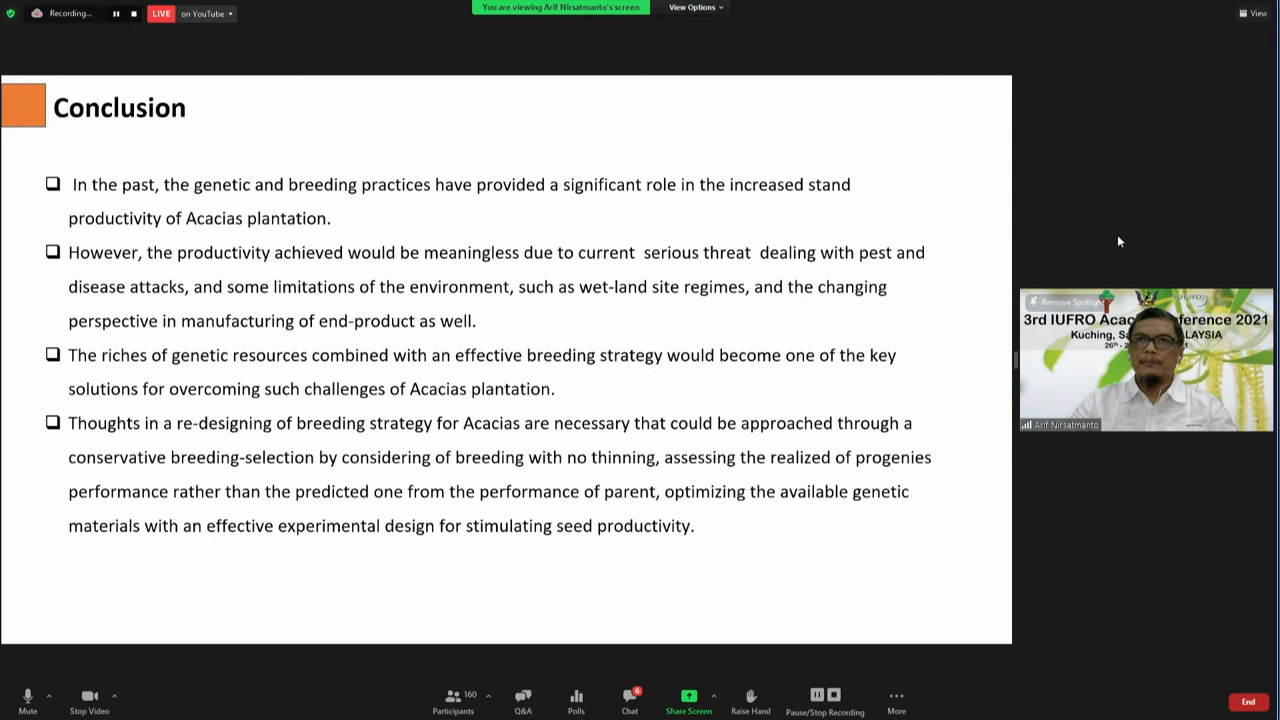 Recording...
LIVE
on YouTube
You are viewing Arif Nirsatmanto's screen
View Options
View
Conclusion
In the past, the genetic and breeding practices have provided a significant role in the increased stand
productivity of Acacias plantation.
However, the productivity achieved would be meaningless due to current serious threat dealing with pest and
disease attacks, and some limitations of the environment, such as wet-land site regimes, and the changing
perspective in manufacturing of end-product as well.
The riches of genetic resources combined with an effective breeding strategy would become one of the key
solutions for overcoming such challenges of Acacias plantation.
Thoughts in a re-designing of breeding strategy for Acacias are necessary that could be approached through a
conservative breeding-selection by considering of breeding with no thinning, assessing the realized of progenies
performance rather than the predicted one from the performance of parent, optimizing the available genetic
materials with an effective experimental design for stimulating seed productivity.
Remove Spotlight
3rd IUFRO Aca ference 2021
Kuching, Sa LAYSIA
26th
Arif Nirsatmanto
Mute
Stop Video
160
Participants
Q&A
Polls
6
Chat
Share Screen
Raise Hand
Pause/Stop Recording
More
End